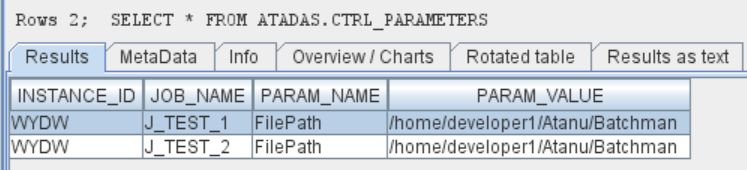 Rows 2;   SELECT * FROM ATADAS.CTRL_PARAMETERS
Results MetaData Info Overview / Charts Rotated table Results as text
INSTANCE_ID JOB_NAME PARAM_NAME PARAM_VALUE
WYDW J_TEST_1 FilePath /home/developer1/Atanu/Batchman
WYDW J_TEST_2 FilePath /home/developer1/Atanu/Batchman